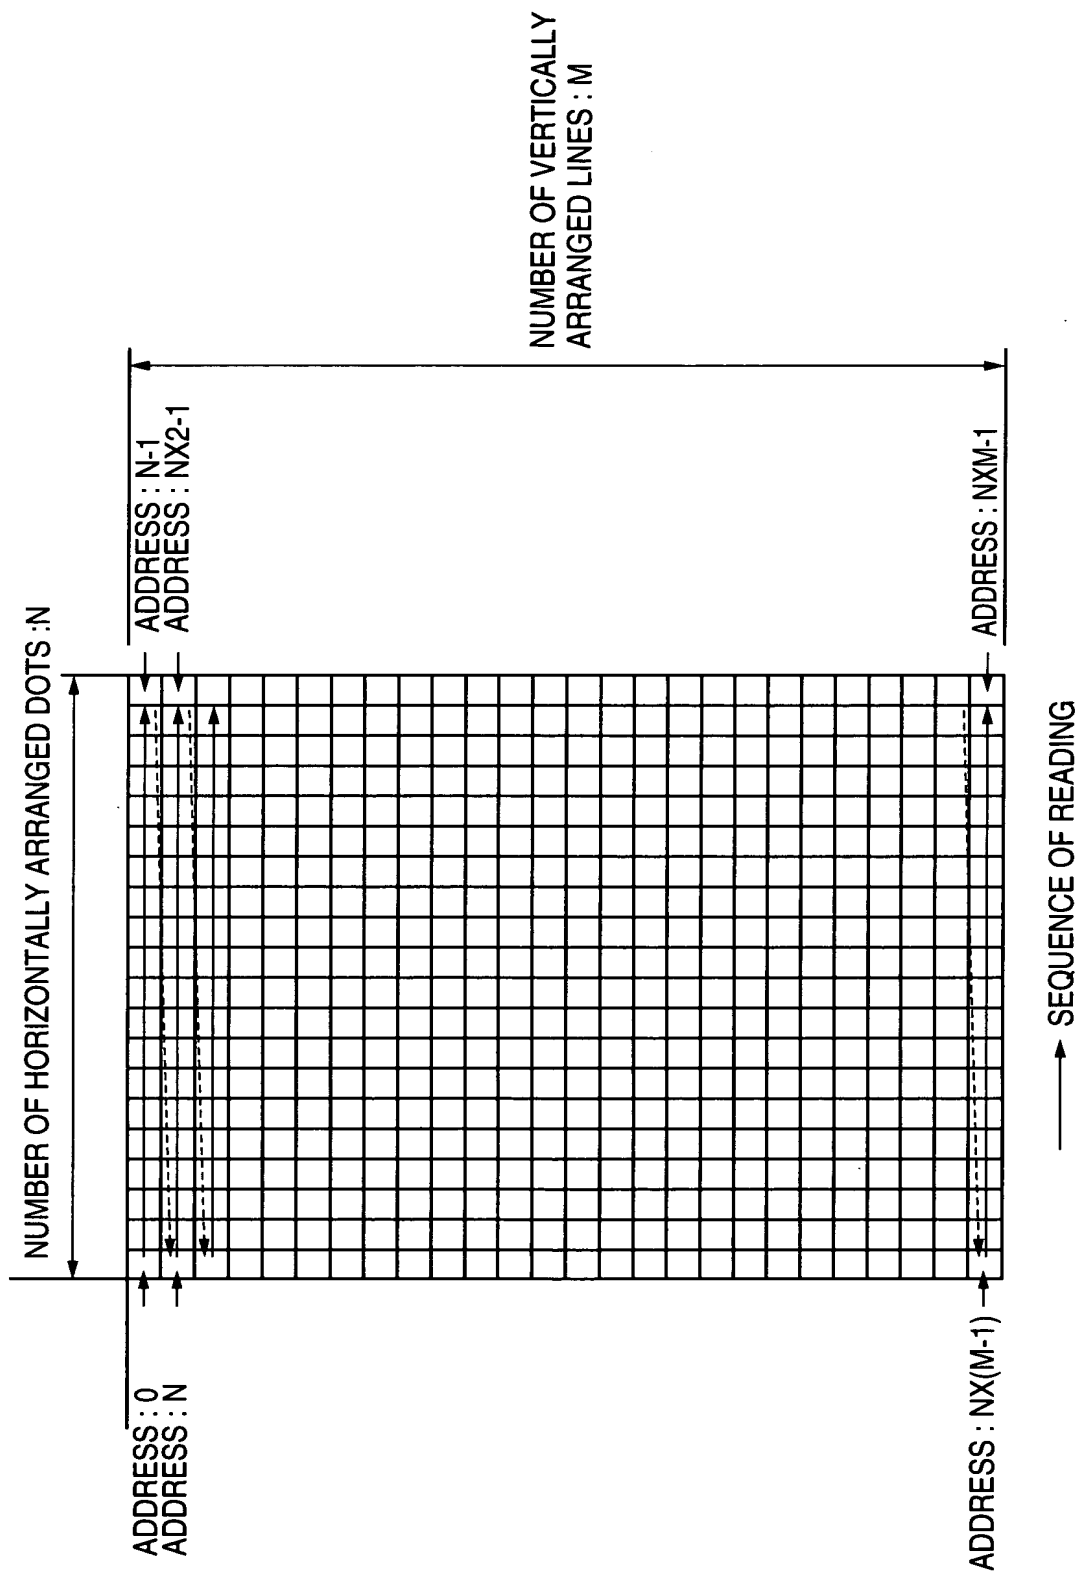 NUMBER OF HORIZONTALLY ARRANGED DOTS :N
ADDRESS : 0
ADDRESS : N
ADDRESS : N-1
ADDRESS : NX2-1
NUMBER OF VERTICALLY
ARRANGED LINES : M
ADDRESS : NX(M-1)
ADDRESS : NXM-1
SEQUENCE OF READING